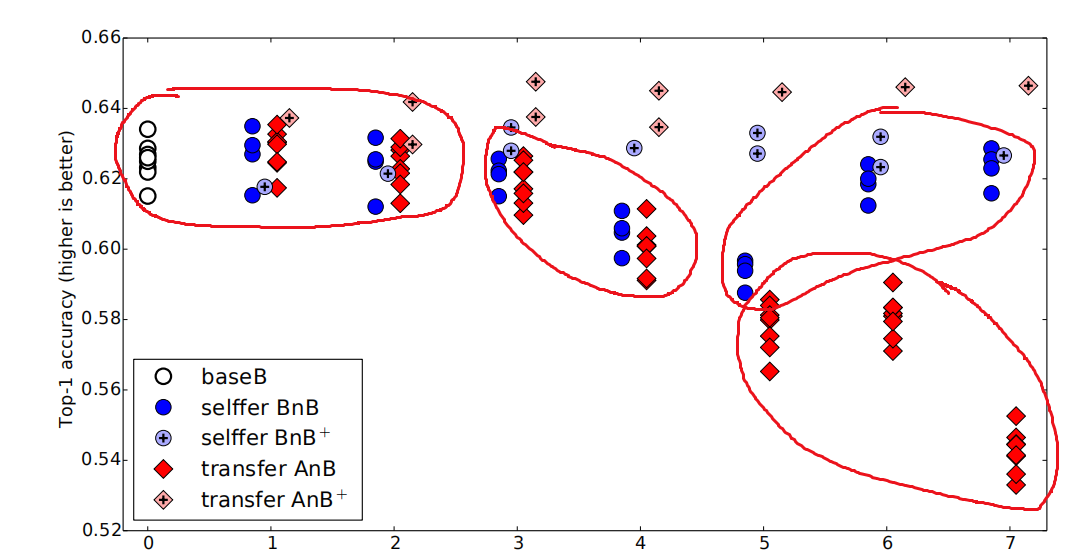 0.66
0.64
0.62
0.60
0.58
0.56
0.54
0.52
Top-1 accuracy (higher is better)
baseB
selffer BnB
selffer BnB⁺
transfer AnB
transfer AnB⁺
0 1 2 3 4 5 6 7